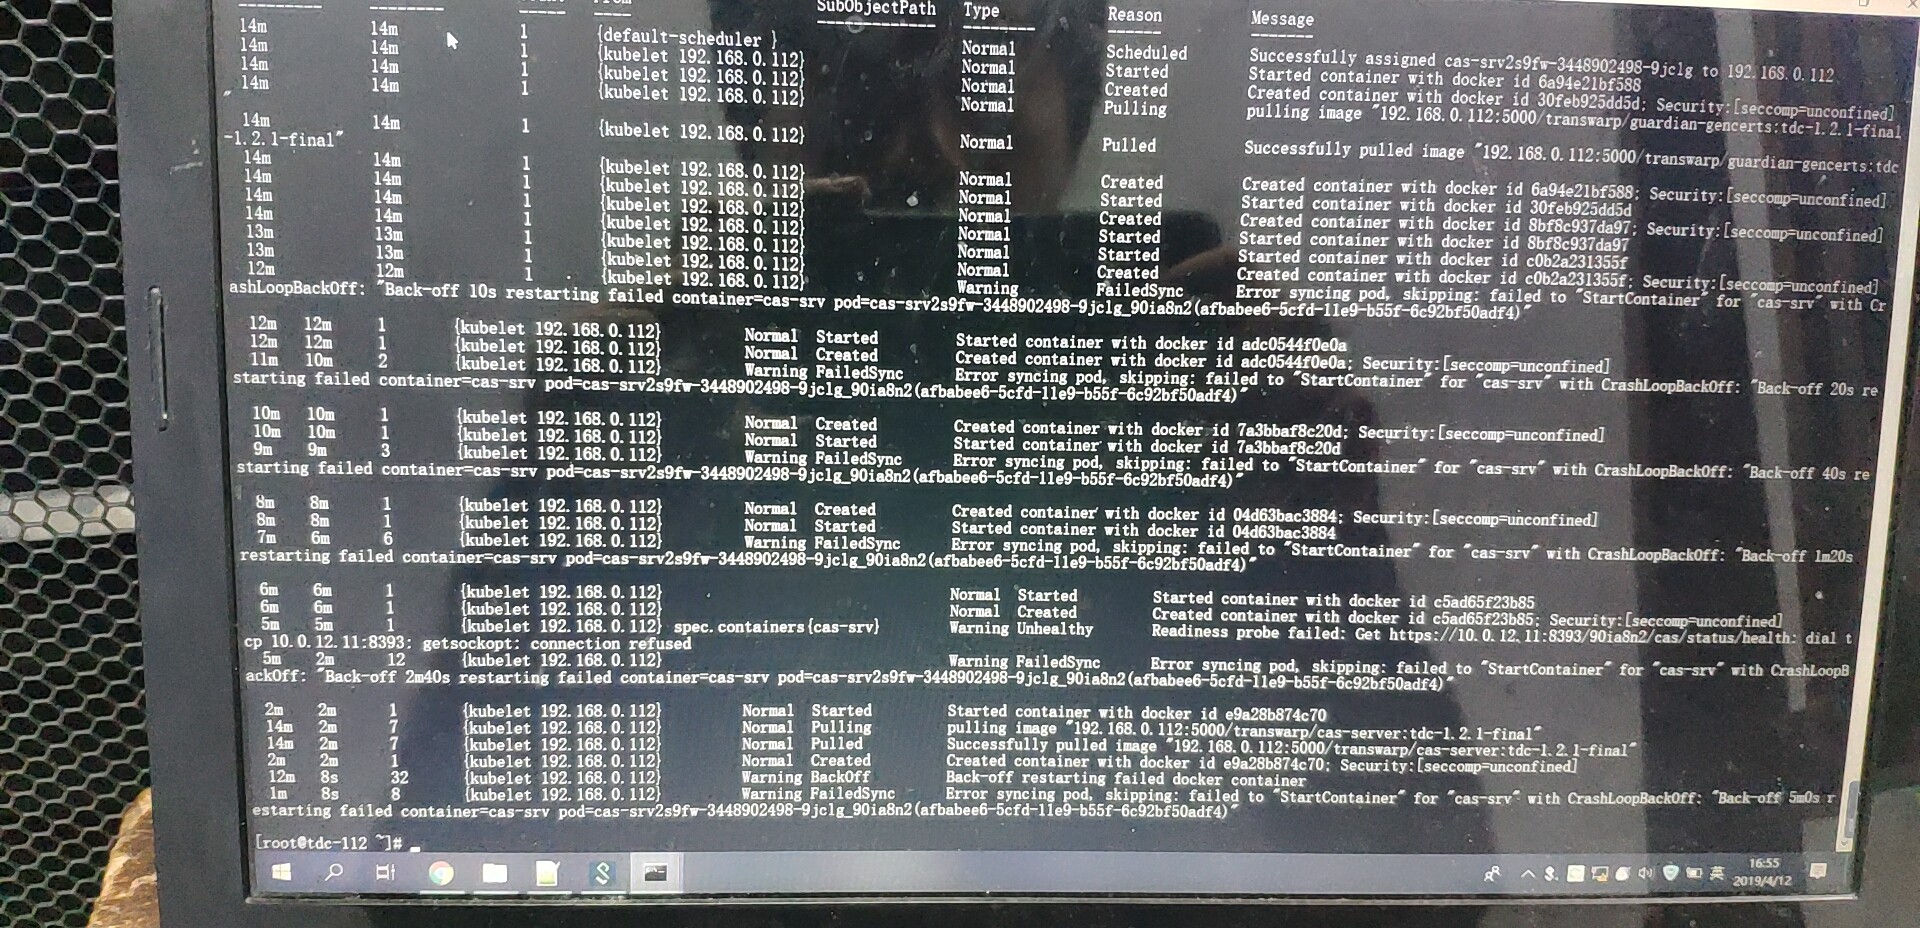 From SubObjectPath Type Reason Message
14m 14m 1 {default-scheduler } Normal Scheduled Successfully assigned cas-srv2s9fw-3448902498-9jclg to 192.168.0.112
14m 14m 1 {kubelet 192.168.0.112} Normal Started Started container with docker id 6a94e21bf588
14m 14m 1 {kubelet 192.168.0.112} Normal Created Created container with docker id 30feb925dd5d; Security:[seccomp=unconfined]
14m 14m 1 {kubelet 192.168.0.112} Normal Pulling pulling image "192.168.0.112:5000/transwarp/guardian-gencerts:tdc-1.2.1-final
"
14m 14m 1 {kubelet 192.168.0.112} Normal Pulled Successfully pulled image "192.168.0.112:5000/transwarp/guardian-gencerts:tdc
-1.2.1-final"
14m 14m 1 {kubelet 192.168.0.112} Normal Created Created container with docker id 6a94e21bf588; Security:[seccomp=unconfined]
14m 14m 1 {kubelet 192.168.0.112} Normal Started Started container with docker id 30feb925dd5d
14m 14m 1 {kubelet 192.168.0.112} Normal Created Created container with docker id 8bf8c937da97; Security:[seccomp=unconfined]
14m 14m 1 {kubelet 192.168.0.112} Normal Started Started container with docker id 8bf8c937da97
13m 13m 1 {kubelet 192.168.0.112} Normal Started Started container with docker id c0b2a231355f
13m 13m 1 {kubelet 192.168.0.112} Normal Created Created container with docker id c0b2a231355f; Security:[seccomp=unconfined]
12m 12m 1 {kubelet 192.168.0.112} Warning FailedSync Error syncing pod, skipping: failed to "StartContainer" for "cas-srv" with Cr
ashLoopBackOff: "Back-off 10s restarting failed container=cas-srv pod=cas-srv2s9fw-3448902498-9jclg_90ia8n2(afbabee6-5cfd-11e9-b55f-6c92bf50adf4)"
12m 12m 1 {kubelet 192.168.0.112} Normal Started Started container with docker id adc0544f0e0a
12m 12m 1 {kubelet 192.168.0.112} Normal Created Created container with docker id adc0544f0e0a; Security:[seccomp=unconfined]
11m 10m 2 {kubelet 192.168.0.112} Warning FailedSync Error syncing pod, skipping: failed to "StartContainer" for "cas-srv" with CrashLoopBackOff: "Back-off 20s re
starting failed container=cas-srv pod=cas-srv2s9fw-3448902498-9jclg_90ia8n2(afbabee6-5cfd-11e9-b55f-6c92bf50adf4)"
10m 10m 1 {kubelet 192.168.0.112} Normal Created Created container with docker id 7a3bbaf8c20d; Security:[seccomp=unconfined]
10m 10m 1 {kubelet 192.168.0.112} Normal Started Started container with docker id 7a3bbaf8c20d
9m 9m 3 {kubelet 192.168.0.112} Warning FailedSync Error syncing pod, skipping: failed to "StartContainer" for "cas-srv" with CrashLoopBackOff: "Back-off 40s re
starting failed container=cas-srv pod=cas-srv2s9fw-3448902498-9jclg_90ia8n2(afbabee6-5cfd-11e9-b55f-6c92bf50adf4)"
8m 8m 1 {kubelet 192.168.0.112} Normal Created Created container with docker id 04d63bac3884; Security:[seccomp=unconfined]
8m 8m 1 {kubelet 192.168.0.112} Normal Started Started container with docker id 04d63bac3884
7m 6m 6 {kubelet 192.168.0.112} Warning FailedSync Error syncing pod, skipping: failed to "StartContainer" for "cas-srv" with CrashLoopBackOff: "Back-off 1m20s
restarting failed container=cas-srv pod=cas-srv2s9fw-3448902498-9jclg_90ia8n2(afbabee6-5cfd-11e9-b55f-6c92bf50adf4)"
6m 6m 1 {kubelet 192.168.0.112} Normal Started Started container with docker id c5ad65f23b85
6m 6m 1 {kubelet 192.168.0.112} Normal Created Created container with docker id c5ad65f23b85; Security:[seccomp=unconfined]
5m 5m 1 {kubelet 192.168.0.112} spec.containers{cas-srv} Warning Unhealthy Readiness probe failed: Get https://10.0.12.11:8393/90ia8n2/cas/status/health: dial t
cp 10.0.12.11:8393: getsockopt: connection refused
5m 2m 12 {kubelet 192.168.0.112} Warning FailedSync Error syncing pod, skipping: failed to "StartContainer" for "cas-srv" with CrashLoopB
ackOff: "Back-off 2m40s restarting failed container=cas-srv pod=cas-srv2s9fw-3448902498-9jclg_90ia8n2(afbabee6-5cfd-11e9-b55f-6c92bf50adf4)"
2m 2m 1 {kubelet 192.168.0.112} Normal Started Started container with docker id e9a28b874c70
14m 2m 7 {kubelet 192.168.0.112} Normal Pulling pulling image "192.168.0.112:5000/transwarp/cas-server:tdc-1.2.1-final"
14m 2m 7 {kubelet 192.168.0.112} Normal Pulled Successfully pulled image "192.168.0.112:5000/transwarp/cas-server:tdc-1.2.1-final"
2m 2m 1 {kubelet 192.168.0.112} Normal Created Created container with docker id e9a28b874c70; Security:[seccomp=unconfined]
12m 8s 32 {kubelet 192.168.0.112} Warning BackOff Back-off restarting failed docker container
1m 8s 8 {kubelet 192.168.0.112} Warning FailedSync Error syncing pod, skipping: failed to "StartContainer" for "cas-srv" with CrashLoopBackOff: "Back-off 5m0s r
estarting failed container=cas-srv pod=cas-srv2s9fw-3448902498-9jclg_90ia8n2(afbabee6-5cfd-11e9-b55f-6c92bf50adf4)"
[root@tdc-112 ~]#
英 16:55
2019/4/12